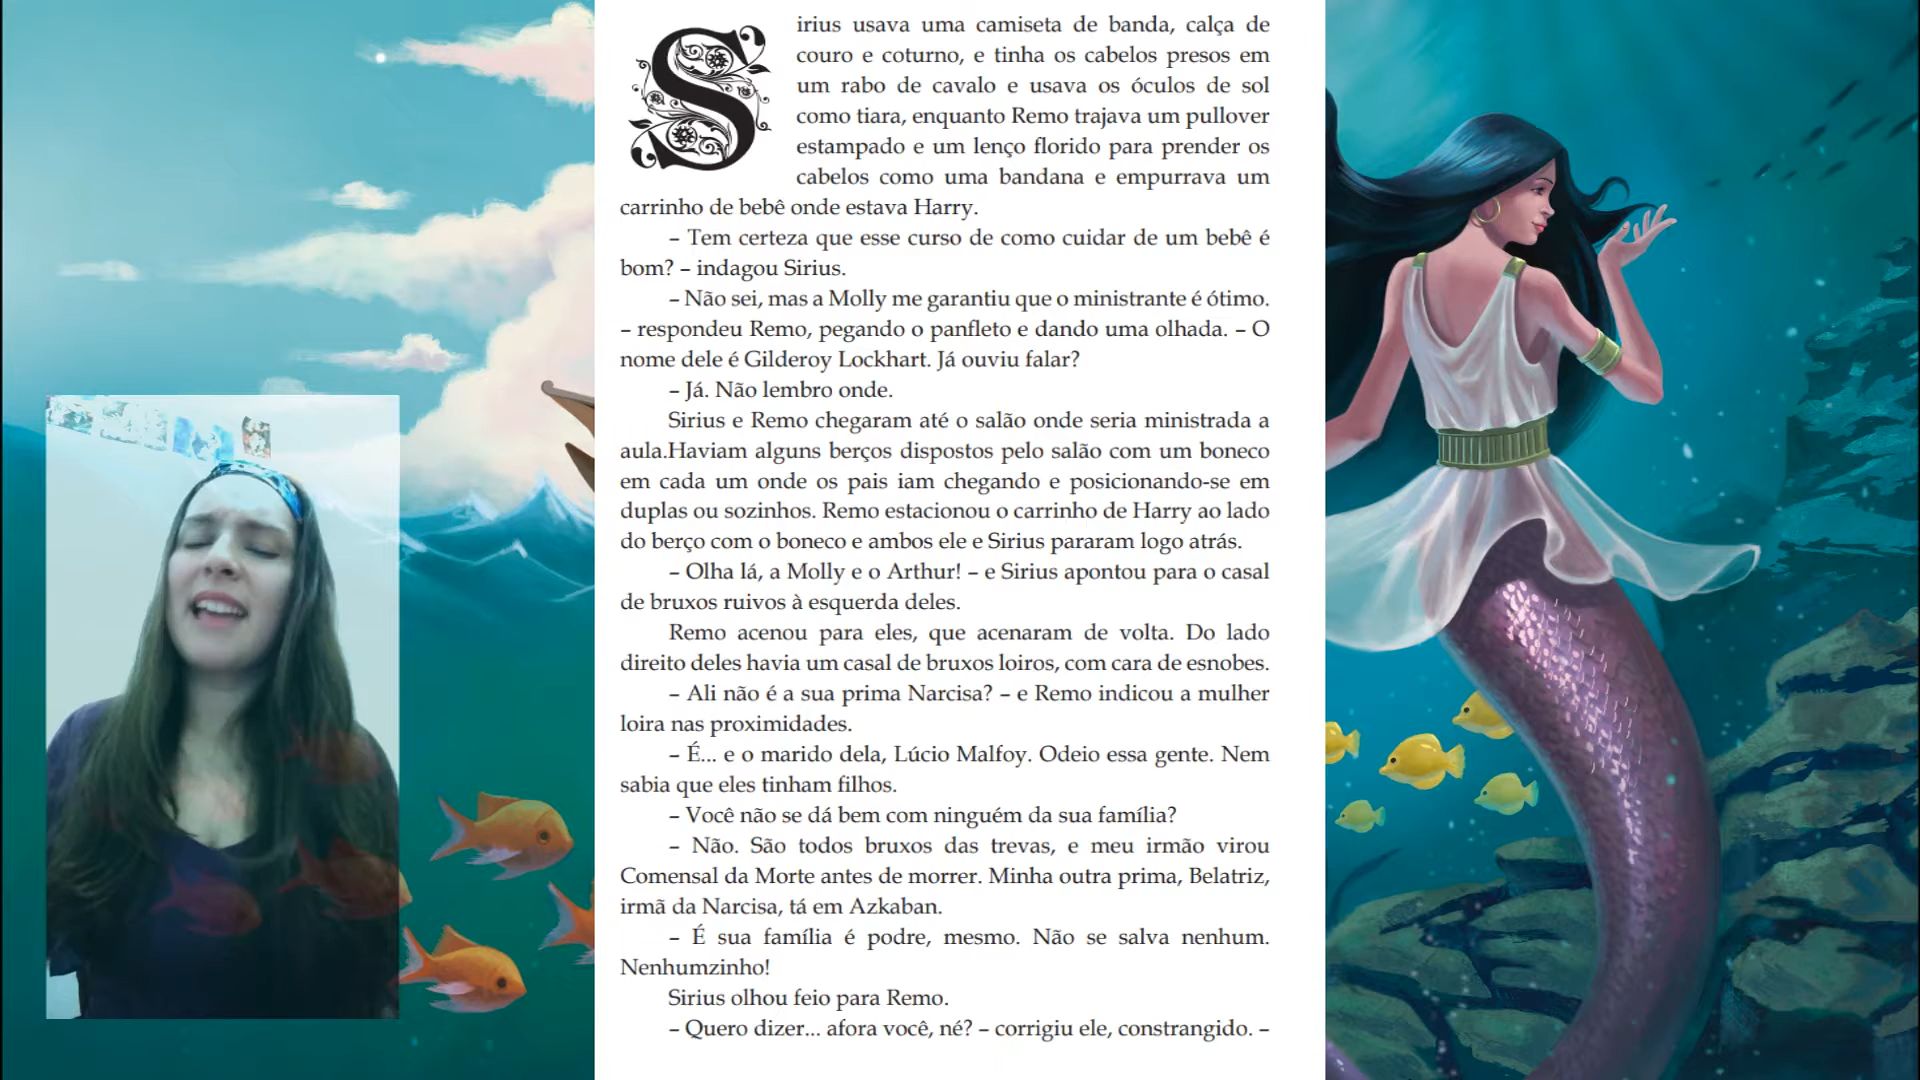 Sirius usava uma camiseta de banda, calça de
couro e coturno, e tinha os cabelos presos em
um rabo de cavalo e usava os óculos de sol
como tiara, enquanto Remo trajava um pullover
estampado e um lenço florido para prender os
cabelos como uma bandana e empurrava um
carrinho de bebê onde estava Harry.
– Tem certeza que esse curso de como cuidar de um bebê é
bom? – indagou Sirius.
– Não sei, mas a Molly me garantiu que o ministrante é ótimo.
– respondeu Remo, pegando o panfleto e dando uma olhada. – O
nome dele é Gilderoy Lockhart. Já ouviu falar?
– Já. Não lembro onde.
Sirius e Remo chegaram até o salão onde seria ministrada a
aula.Haviam alguns berços dispostos pelo salão com um boneco
em cada um onde os pais iam chegando e posicionando-se em
duplas ou sozinhos. Remo estacionou o carrinho de Harry ao lado
do berço com o boneco e ambos ele e Sirius pararam logo atrás.
– Olha lá, a Molly e o Arthur! – e Sirius apontou para o casal
de bruxos ruivos à esquerda deles.
Remo acenou para eles, que acenaram de volta. Do lado
direito deles havia um casal de bruxos loiros, com cara de esnobes.
– Ali não é a sua prima Narcisa? – e Remo indicou a mulher
loira nas proximidades.
– É... e o marido dela, Lúcio Malfoy. Odeio essa gente. Nem
sabia que eles tinham filhos.
– Você não se dá bem com ninguém da sua família?
– Não. São todos bruxos das trevas, e meu irmão virou
Comensal da Morte antes de morrer. Minha outra prima, Belatriz,
irmã da Narcisa, tá em Azkaban.
– É sua família é podre, mesmo. Não se salva nenhum.
Nenhumzinho!
Sirius olhou feio para Remo.
– Quero dizer... afora você, né? – corrigiu ele, constrangido. –